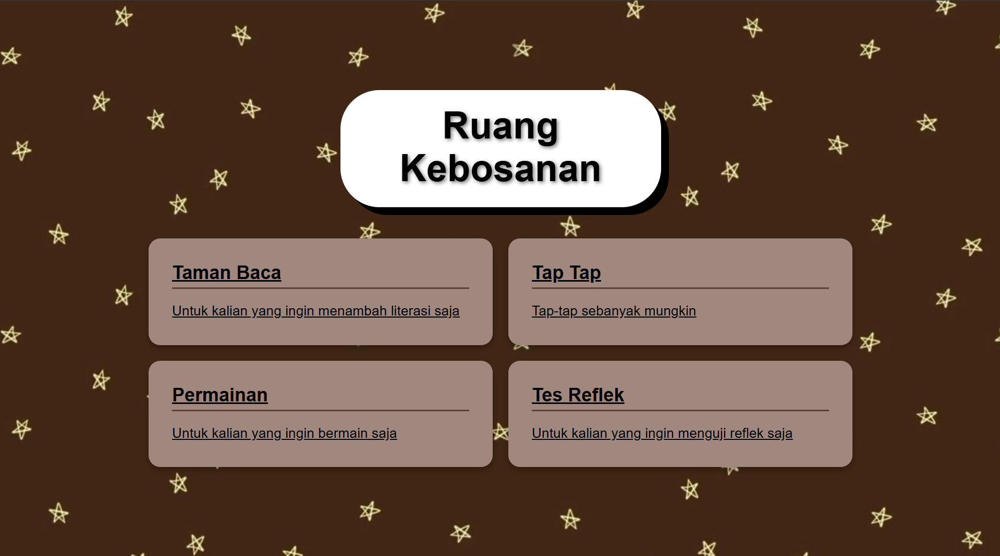 Ruang
Kebosanan
Taman Baca
Untuk kalian yang ingin menambah literasi saja
Tap Tap
Tap-tap sebanyak mungkin
Permainan
Untuk kalian yang ingin bermain saja
Tes Reflek
Untuk kalian yang ingin menguji reflek saja